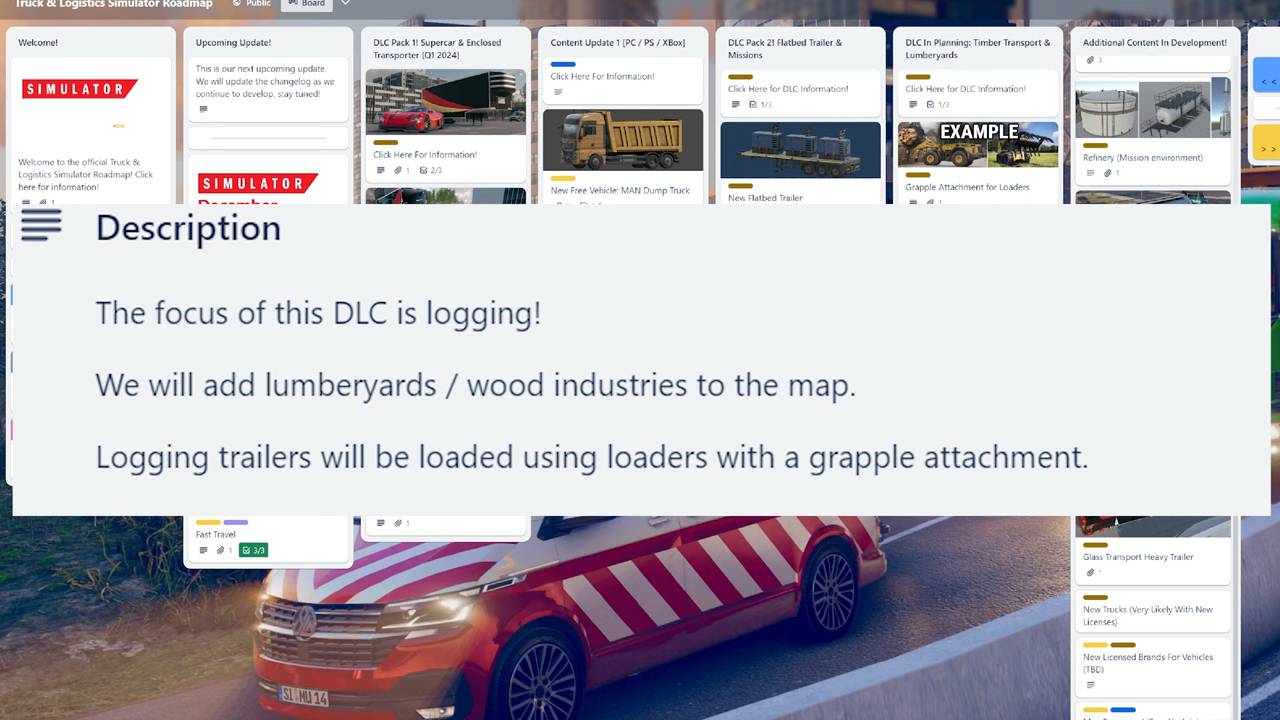 Truck & Logistics Simulator Roadmap
Public
Board
Welcome!
SIMULATOR
Welcome to the official Truck &
Logistics Simulator Roadmap! Click
here for information!
1
Upcoming Update!
This is our next upcoming update.
We will update the changelog as we
continue to develop, stay tuned!
SIMULATOR
December
DLC Pack 1! Supercar & Enclosed
Transporter [Q1 2024]
Click Here For Information!
1 2/3
Content Update 1 [PC / PS / XBox]
Click Here For Information!
New Free Vehicle: MAN Dump Truck
DLC Pack 2! Flatbed Trailer &
Missions
Click Here for DLC Information!
1/3
New Flatbed Trailer
DLC In Planning: Timber Transport &
Lumberyards
Click Here for DLC Information!
1/3
EXAMPLE
Grapple Attachment for Loaders
1
Additional Content In Development!
3
Refinery (Mission environment)
1
< <
> >
Description
The focus of this DLC is logging!
We will add lumberyards / wood industries to the map.
Logging trailers will be loaded using loaders with a grapple attachment.
Fast Travel
1 3/3
1
Glass Transport Heavy Trailer
New Trucks (Very Likely With New
Licenses)
New Licensed Brands For Vehicles
(TBD)
SI MU 14